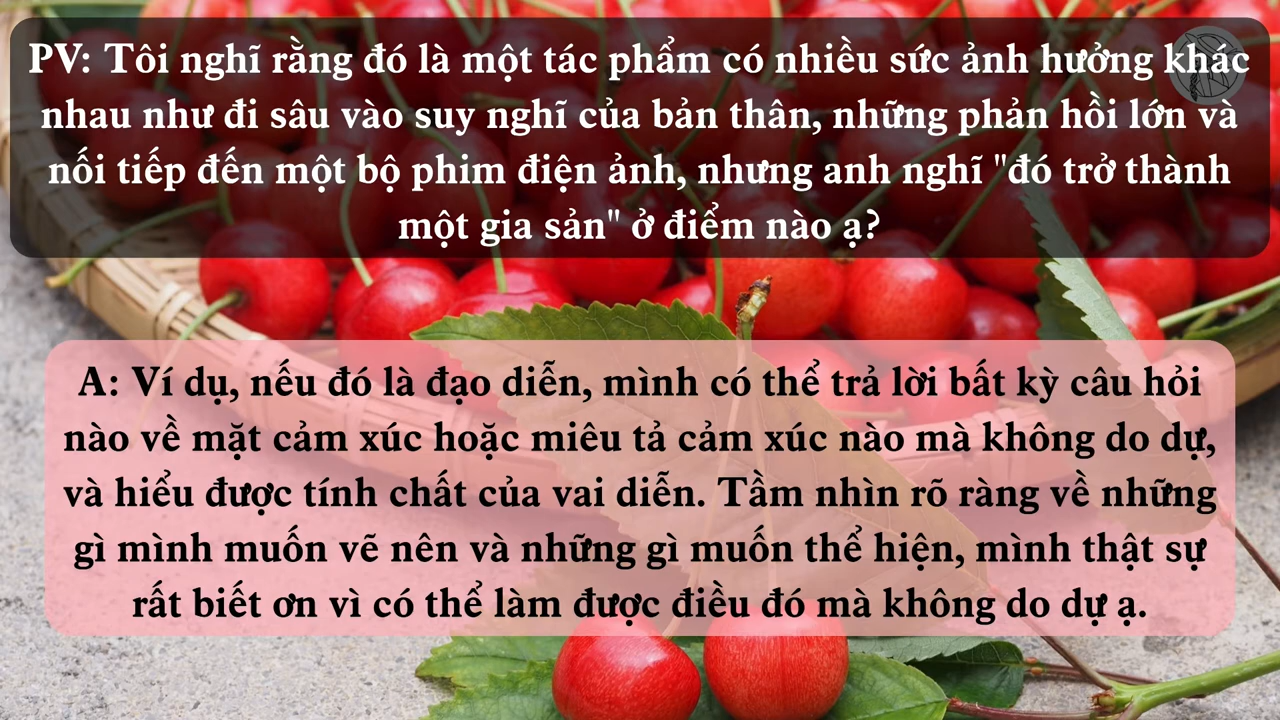 PV: Tôi nghĩ rằng đó là một tác phẩm có nhiều sức ảnh hưởng khác
nhau như đi sâu vào suy nghĩ của bản thân, những phản hồi lớn và
nối tiếp đến một bộ phim điện ảnh, nhưng anh nghĩ "đó trở thành
một gia sản" ở điểm nào ạ?
A: Ví dụ, nếu đó là đạo diễn, mình có thể trả lời bất kỳ câu hỏi
nào về mặt cảm xúc hoặc miêu tả cảm xúc nào mà không do dự,
và hiểu được tính chất của vai diễn. Tầm nhìn rõ ràng về những
gì mình muốn vẽ nên và những gì muốn thể hiện, mình thật sự
rất biết ơn vì có thể làm được điều đó mà không do dự ạ.